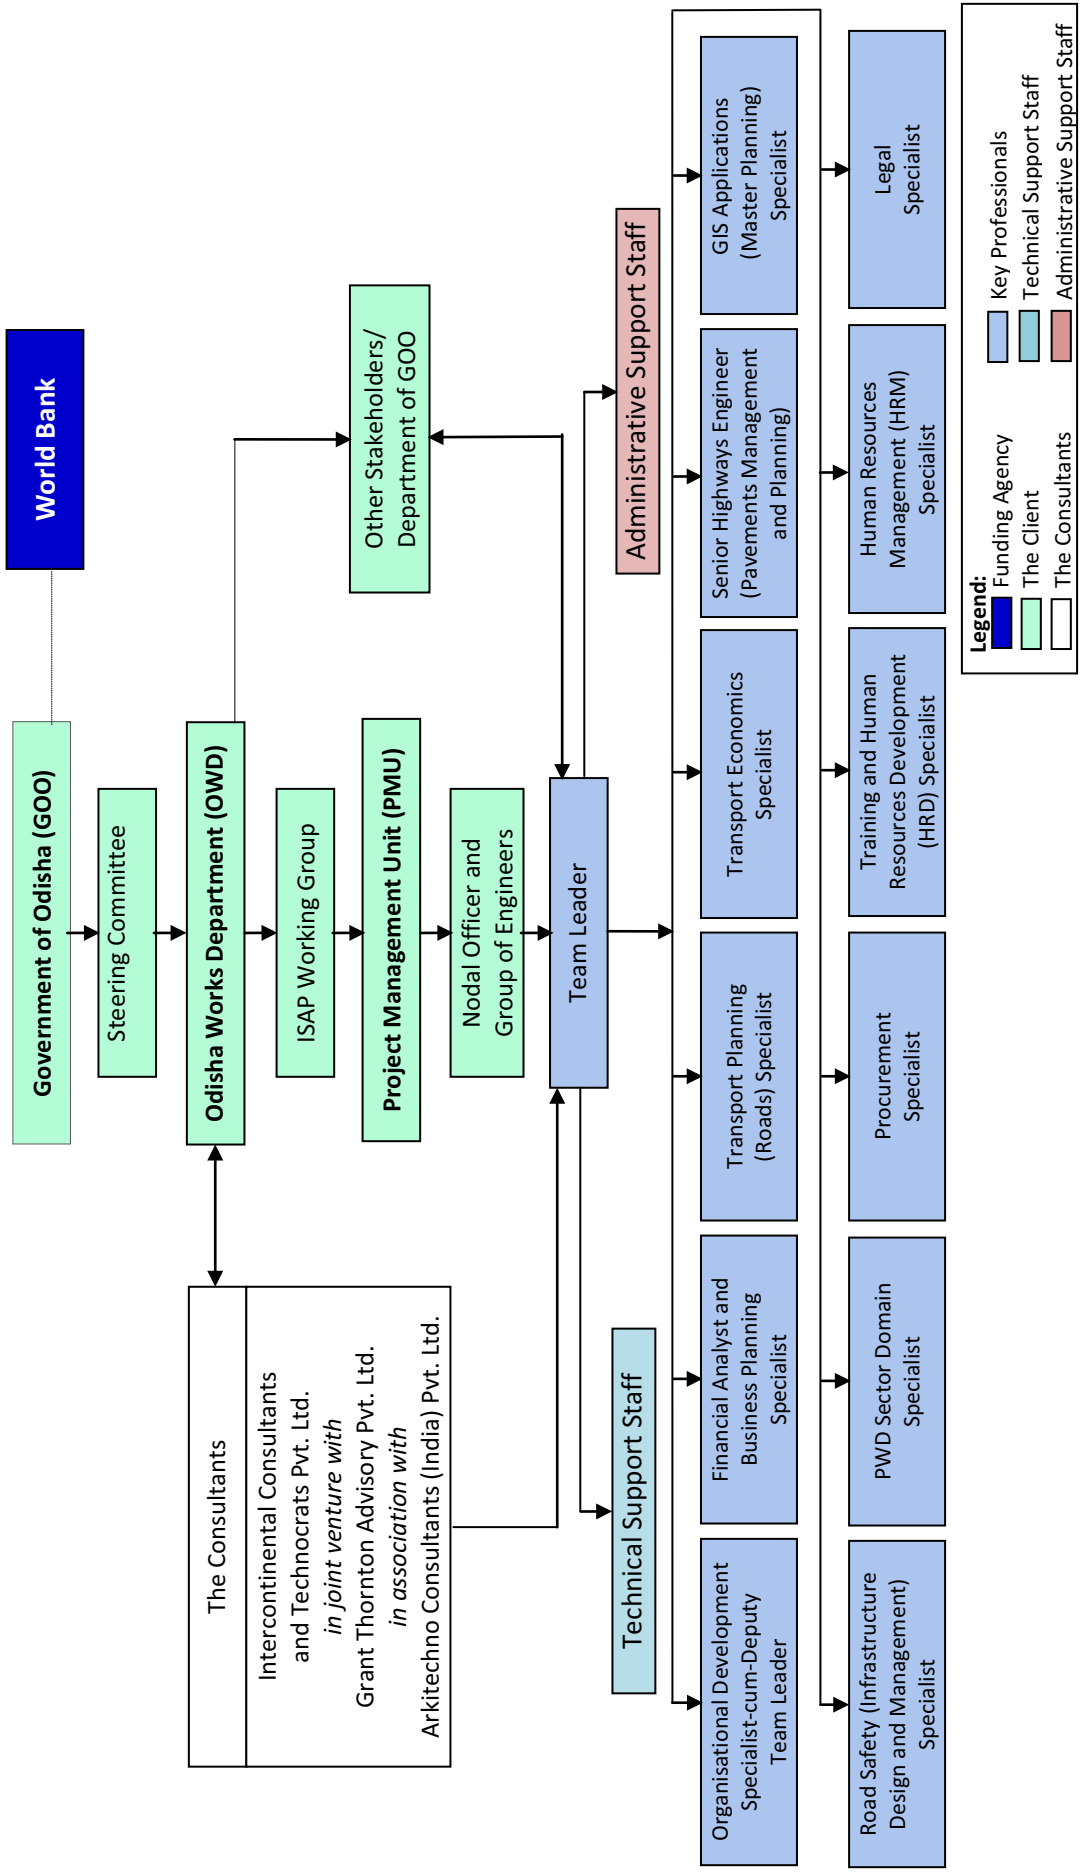 World Bank
Government of Odisha (GOO)
Steering Committee
Odisha Works Department (OWD)
The Consultants
Intercontinental Consultants
and Technocrats Pvt. Ltd.
in joint venture with
Grant Thornton Advisory Pvt. Ltd.
in association with
Arkitechno Consultants (India) Pvt. Ltd.
ISAP Working Group
Other Stakeholders/
Department of GOO
Project Management Unit (PMU)
Nodal Officer and
Group of Engineers
Team Leader
Technical Support Staff
Administrative Support Staff
Organisational Development
Specialist-cum-Deputy
Team Leader
Financial Analyst and
Business Planning
Specialist
Transport Planning
(Roads) Specialist
Transport Economics
Specialist
Senior Highways Engineer
(Pavements Management
and Planning)
GIS Applications
(Master Planning)
Specialist
Road Safety (Infrastructure
Design and Management)
Specialist
PWD Sector Domain
Specialist
Procurement
Specialist
Training and Human
Resources Development
(HRD) Specialist
Human Resources
Management (HRM)
Specialist
Legal
Specialist
Legend:
Funding Agency
The Client
The Consultants
Key Professionals
Technical Support Staff
Administrative Support Staff